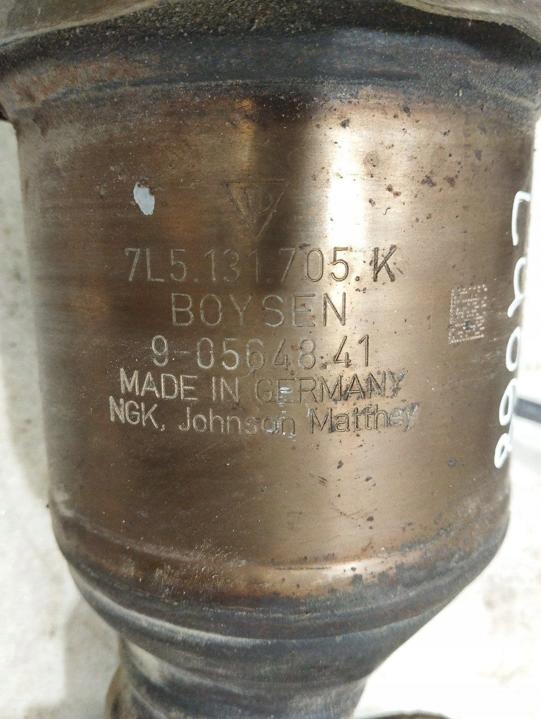 7L5.131.705.K
BOYSEN
9-05648.41
MADE IN GERMANY
NGK, Johnson Matthey